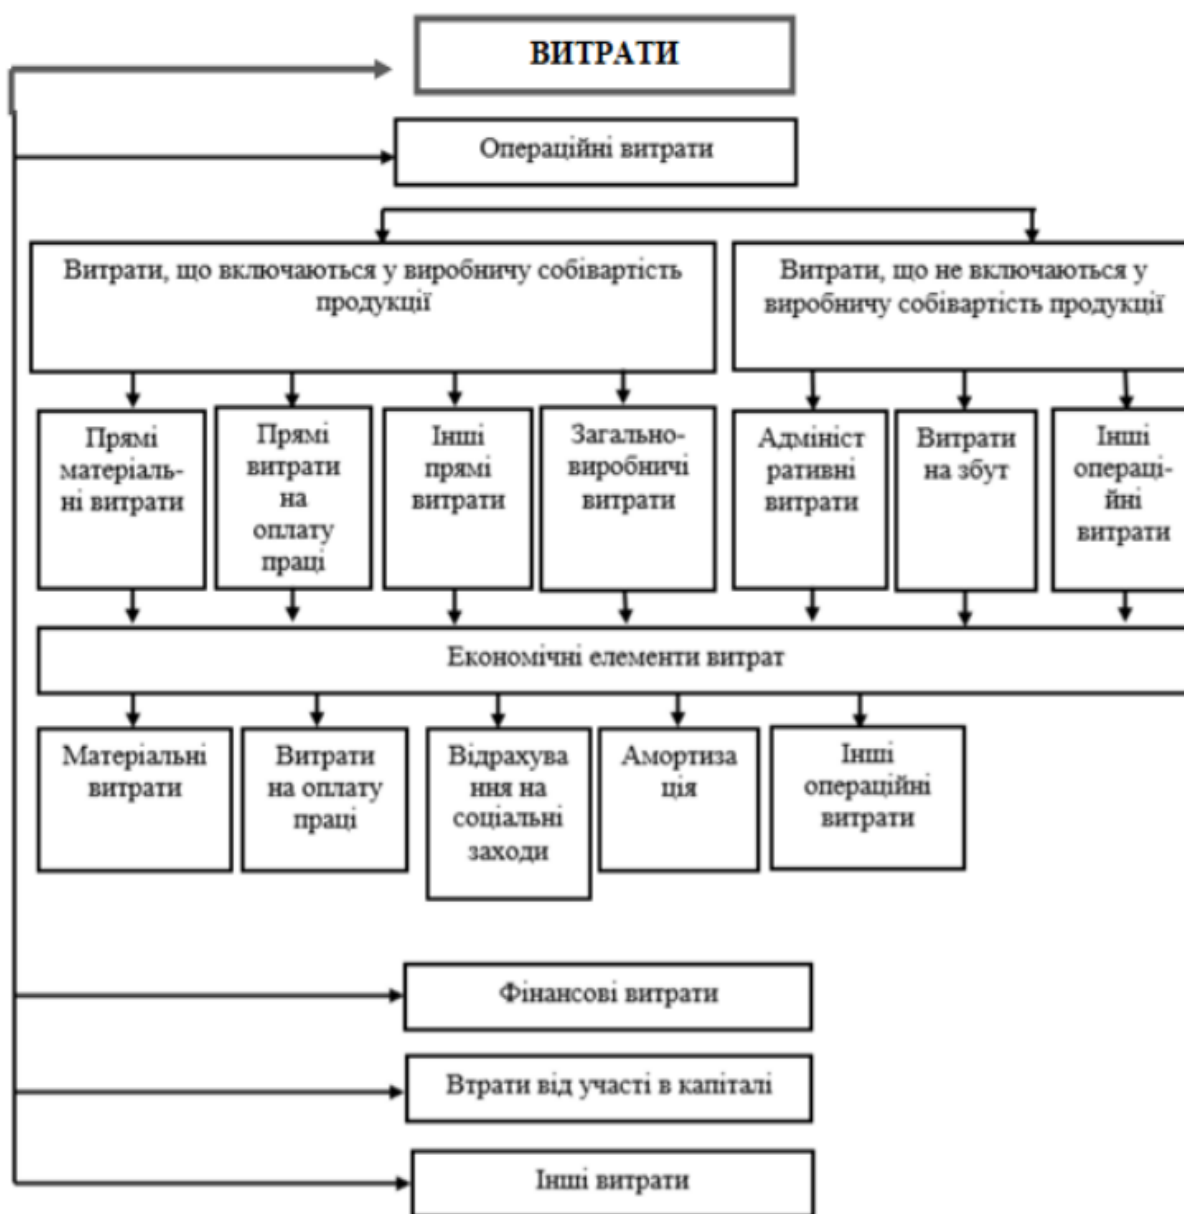 ВИТРАТИ
Операційні витрати
Витрати, що включаються у виробничу собівартість
продукції
Витрати, що не включаються у
виробничу собівартість продукції
Прямі
матеріаль-
ні витрати
Прямі
витрати
на
оплату
праці
Інші
прямі
витрати
Загально-
виробничі
витрати
Адмініст
ративні
витрати
Витрати
на збут
Інші
операці-
йні
витрати
Економічні елементи витрат
Матеріальні
витрати
Витрати
на оплату
праці
Відрахува
ння на
соціальні
заходи
Амортиза
ція
Інші
операційні
витрати
Фінансові витрати
Втрати від участі в капіталі
Інші витрати